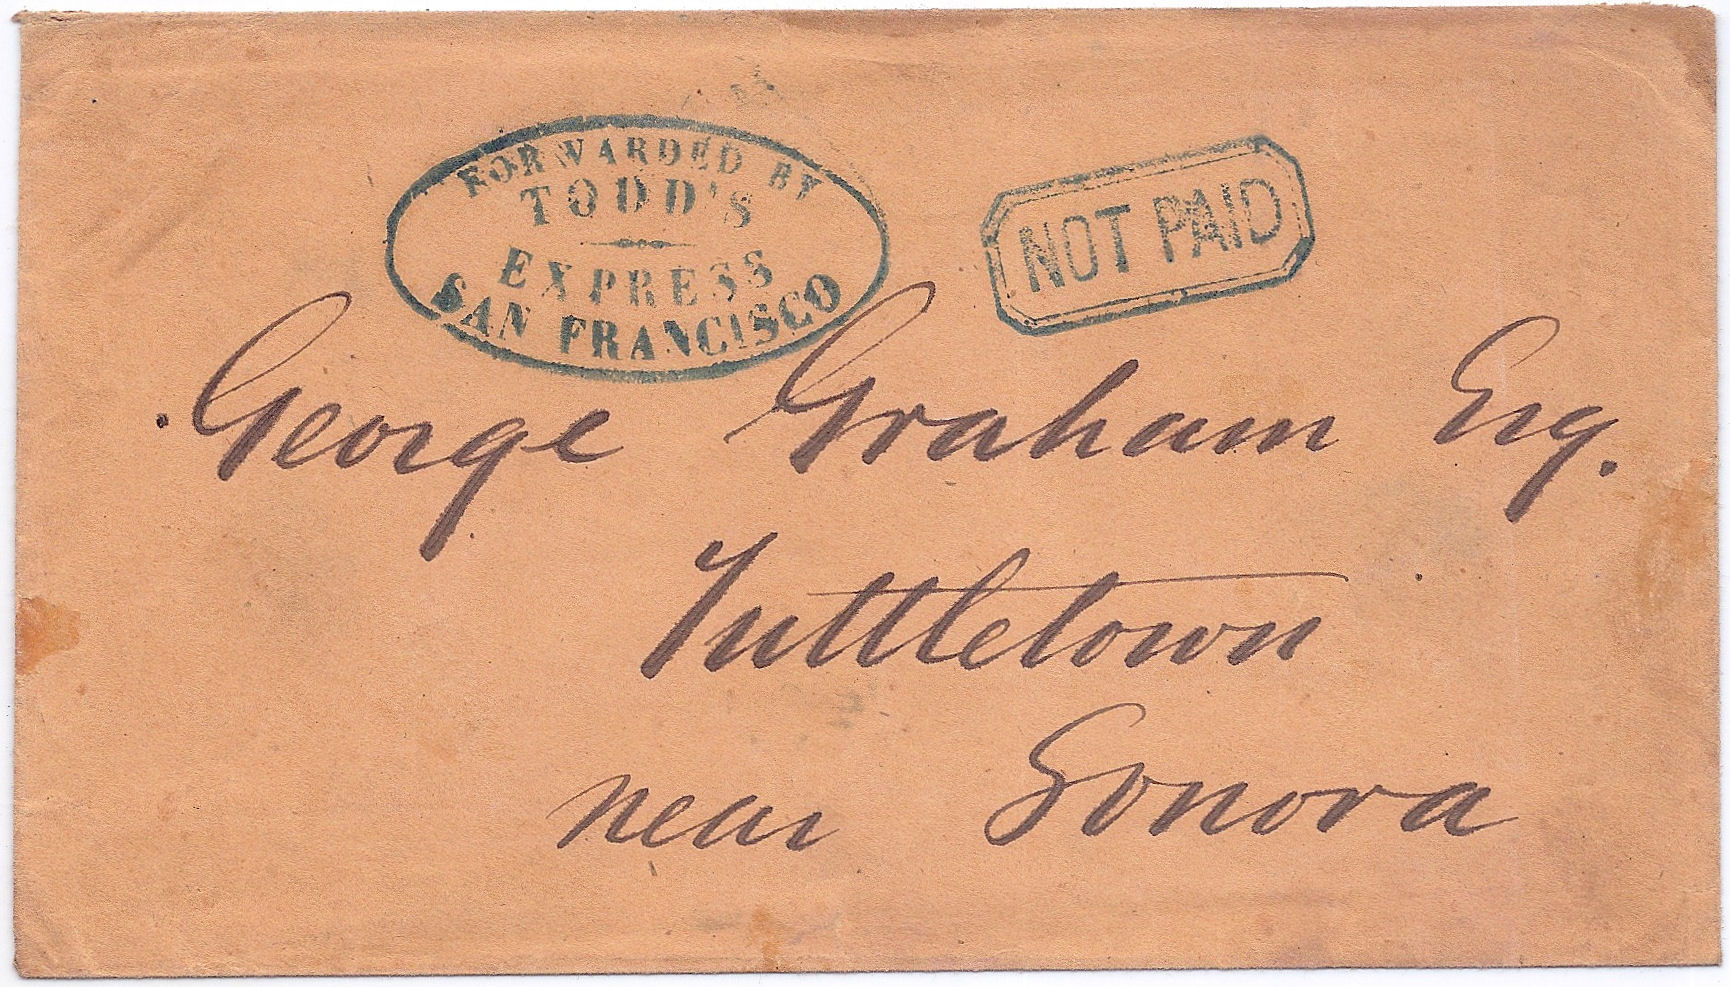 FORWARDED BY
TODD'S
EXPRESS
SAN FRANCISCO
NOT PAID
George Graham Esq.
Tuttletown
near Sonora